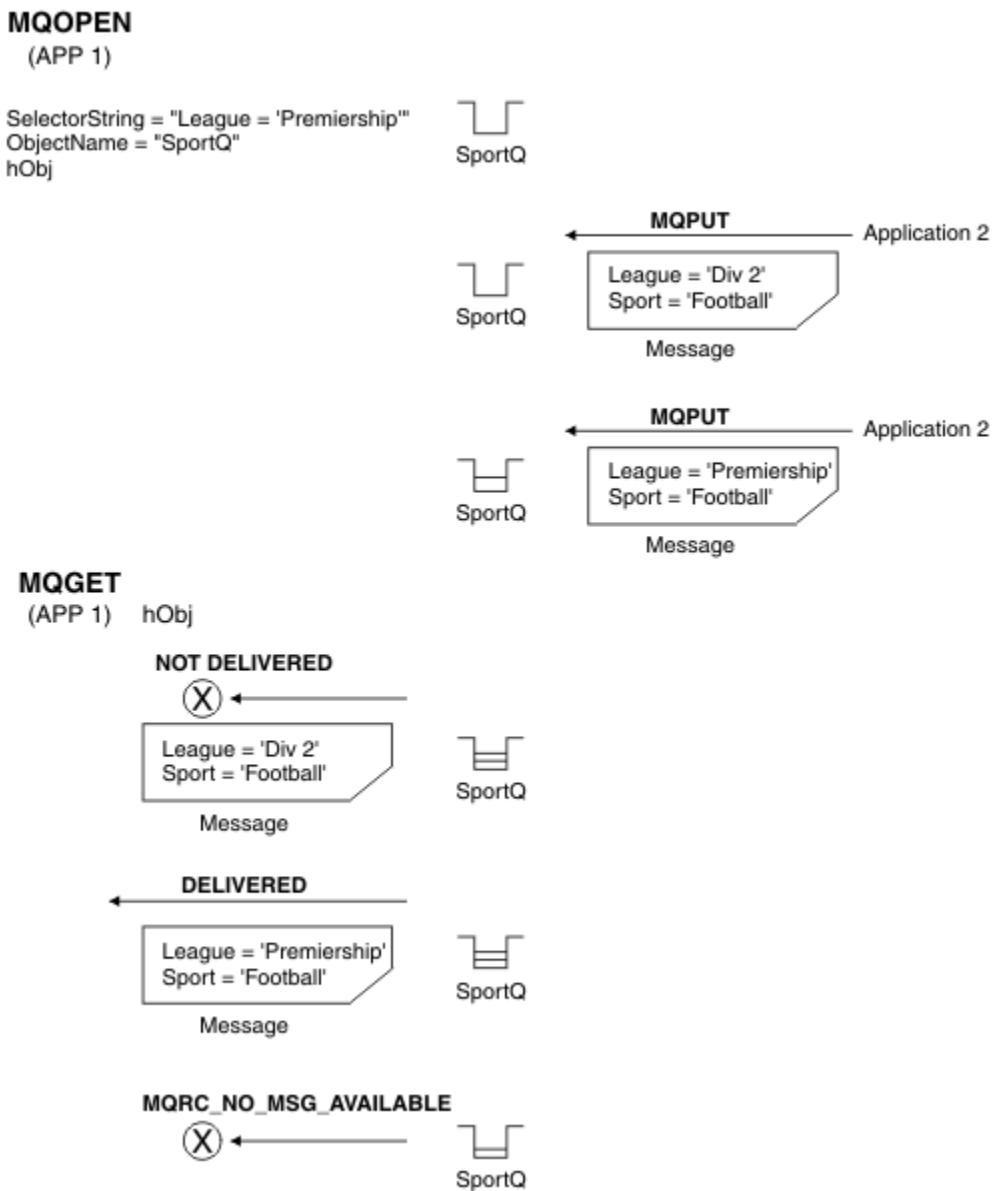 MQOPEN
(APP 1)
SelectorString = "League = 'Premiership'"
ObjectName = "SportQ"
hObj
SportQ
MQPUT
Application 2
League = 'Div 2'
Sport = 'Football'
SportQ
Message
MQPUT
Application 2
League = 'Premiership'
Sport = 'Football'
SportQ
Message
MQGET
(APP 1) hObj
NOT DELIVERED
X
League = 'Div 2'
Sport = 'Football'
SportQ
Message
DELIVERED
League = 'Premiership'
Sport = 'Football'
SportQ
Message
MQRC_NO_MSG_AVAILABLE
X
SportQ